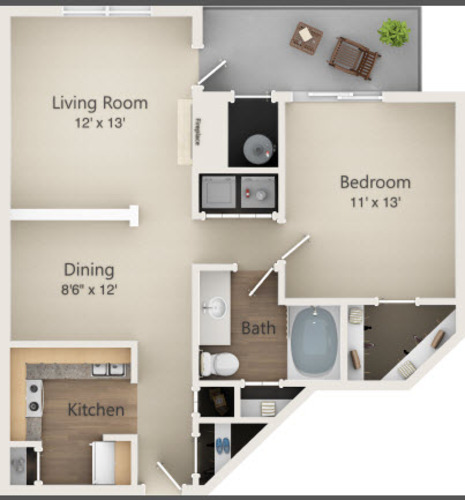 Living Room
12' x 13'
Fireplace
Bedroom
11' x 13'
Dining
8'6" x 12'
Bath
Kitchen